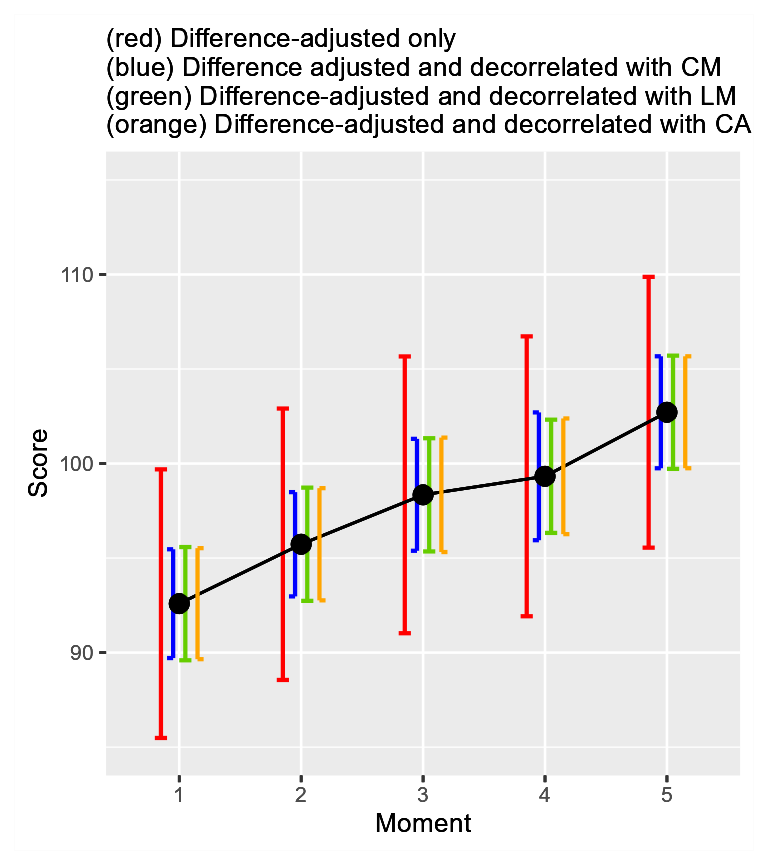 (red) Difference-adjusted only
(blue) Difference adjusted and decorrelated with CM
(green) Difference-adjusted and decorrelated with LM
(orange) Difference-adjusted and decorrelated with CA
110
100
90
Score
1 2 3 4 5
Moment